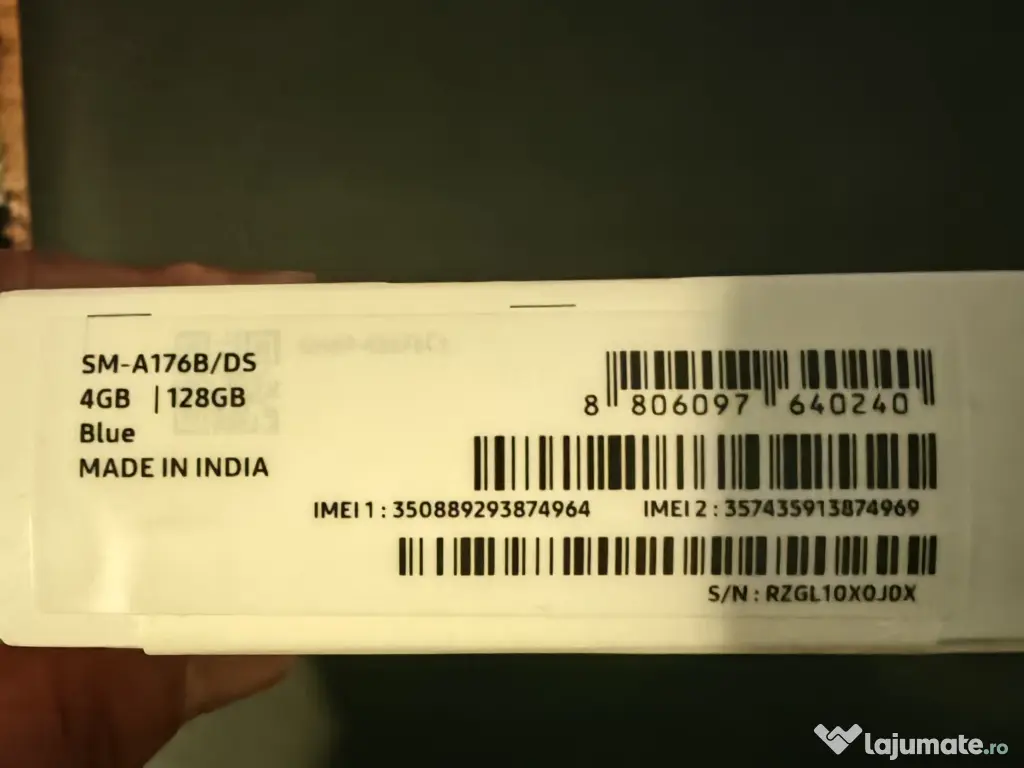 SM-A176B/DS
4GB | 128GB
Blue
MADE IN INDIA
8 806097 640240
IMEI 1 : 350889293874964 IMEI 2 : 357435913874969
S/N : RZGL10X0J0X
lajumate.ro